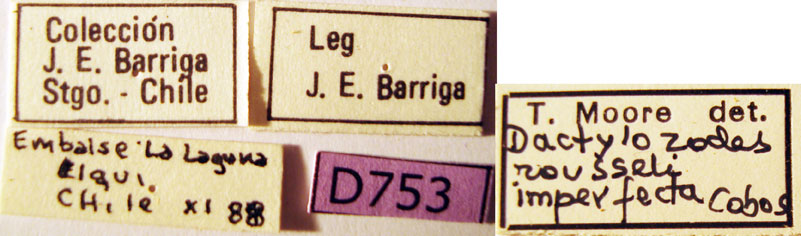 Colección
J. E. Barriga
Stgo. - Chile
Leg
J. E. Barriga
Embalse La Laguna
Elqui.
CHile XI 88
D753
T. Moore det.
Dactylozodes
rousseli
imperfecta Cobos